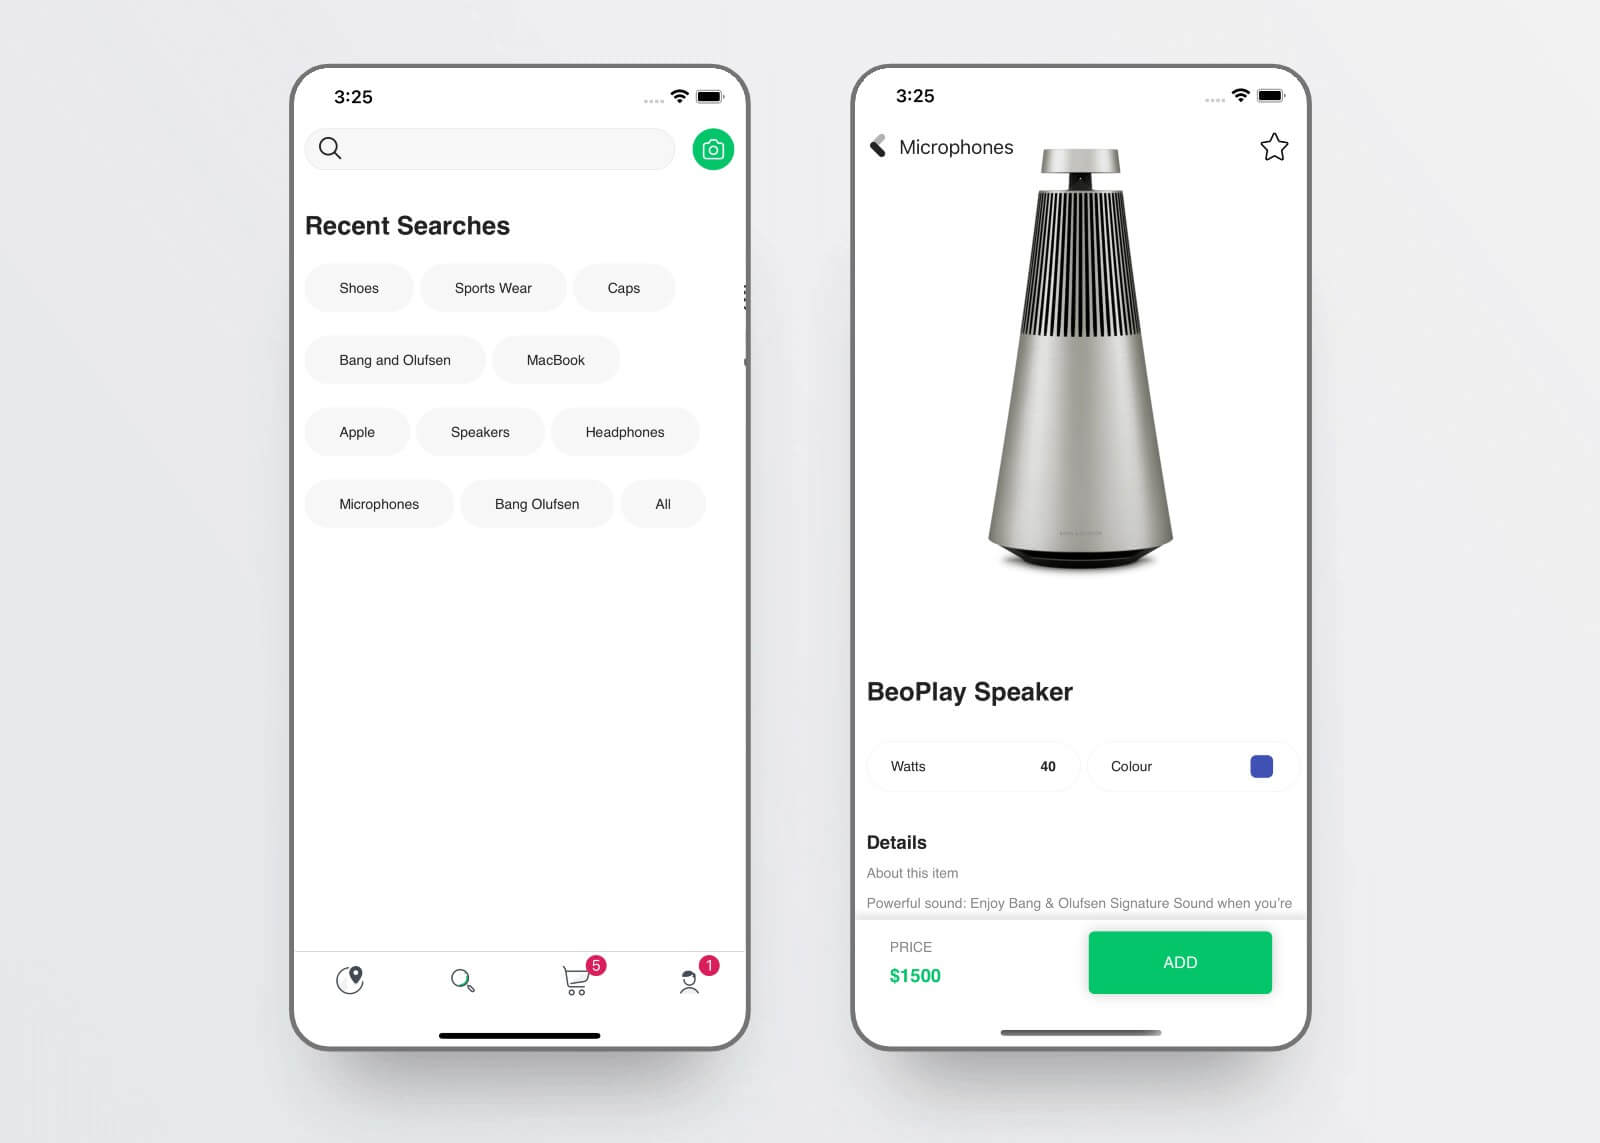 3:25
Recent Searches
Shoes
Sports Wear
Caps
Bang and Olufsen
MacBook
Apple
Speakers
Headphones
Microphones
Bang Olufsen
All
5
1
3:25
Microphones
BeoPlay Speaker
Watts
40
Colour
Details
About this item
Powerful sound: Enjoy Bang & Olufsen Signature Sound when you're
PRICE
$1500
ADD